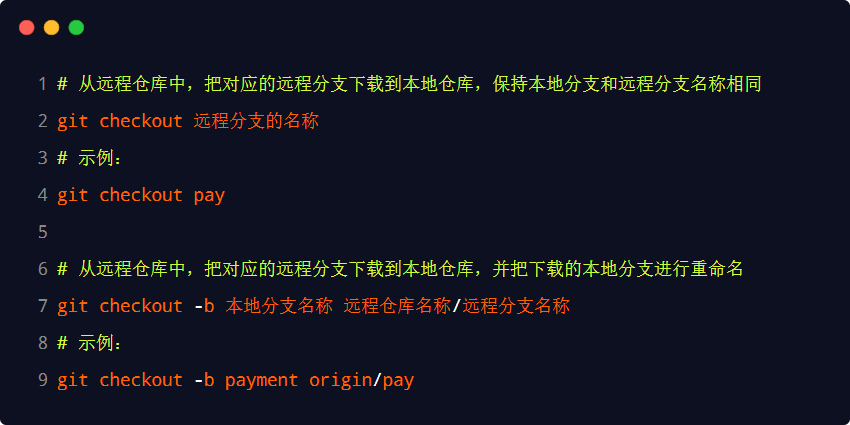 1 # 从远程仓库中，把对应的远程分支下载到本地仓库，保持本地分支和远程分支名称相同
2 git checkout 远程分支的名称
3 # 示例：
4 git checkout pay
5
6 # 从远程仓库中，把对应的远程分支下载到本地仓库，并把下载的本地分支进行重命名
7 git checkout -b 本地分支名称 远程仓库名称/远程分支名称
8 # 示例：
9 git checkout -b payment origin/pay